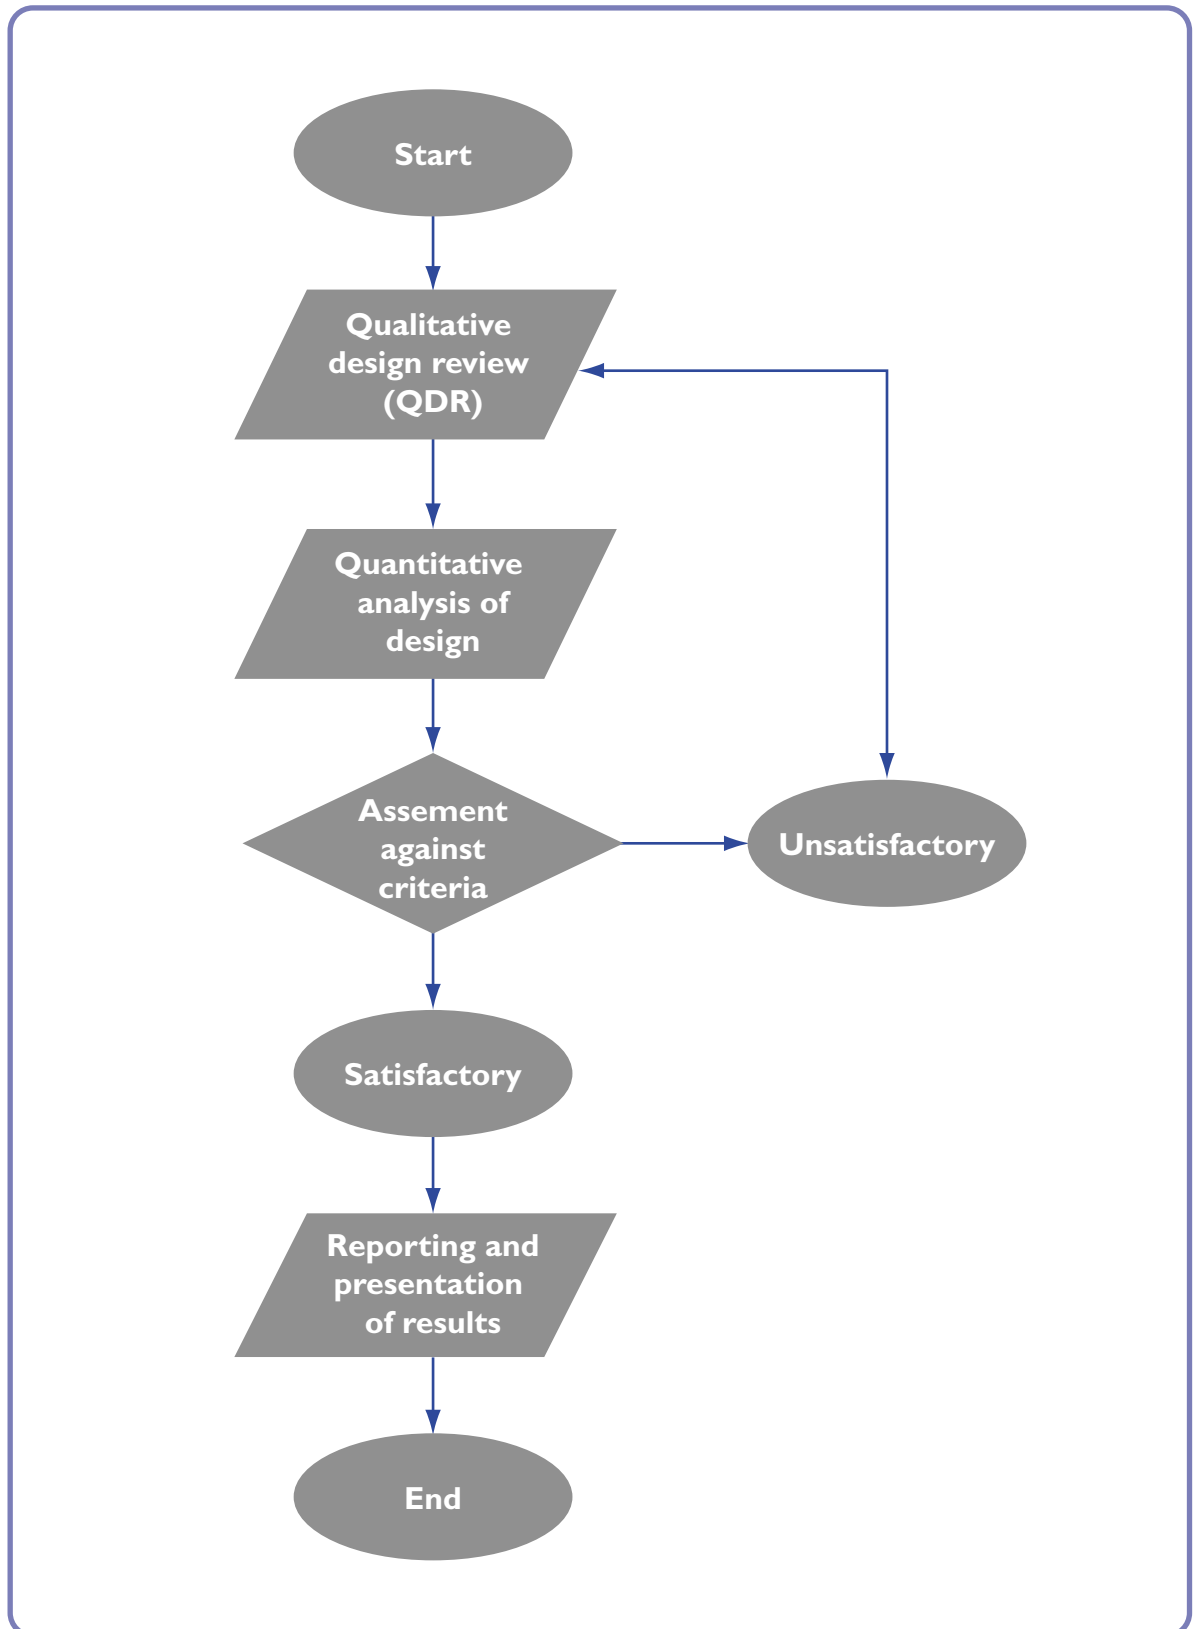 Start
Qualitative
design review
(QDR)
Quantitative
analysis of
design
Assement
against
criteria
Unsatisfactory
Satisfactory
Reporting and
presentation
of results
End